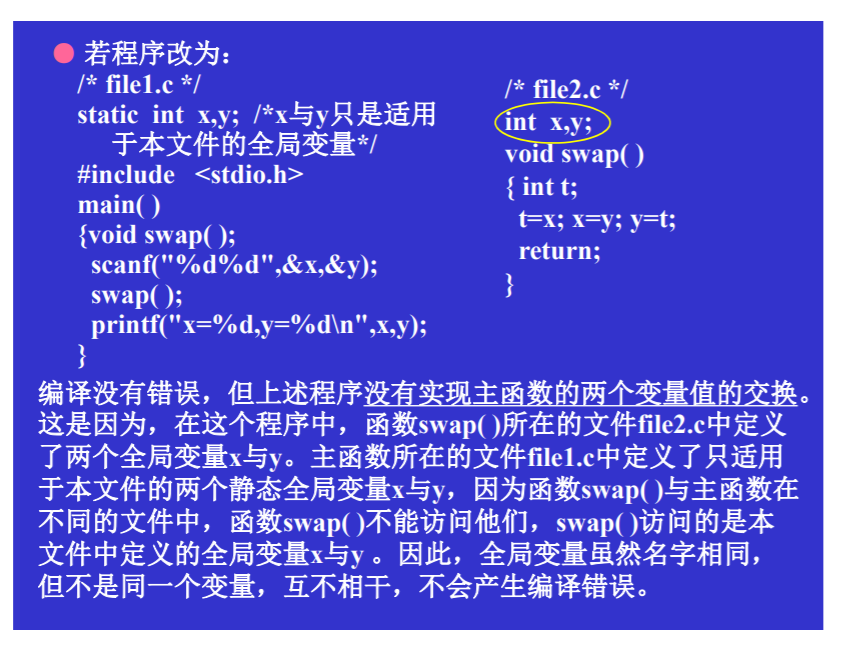 若程序改为：
/* file1.c */
static int x,y; /*x与y只是适用
于本文件的全局变量*/
#include <stdio.h>
main( )
{void swap( );
scanf("%d%d",&x,&y);
swap( );
printf("x=%d,y=%d\n",x,y);
}
/* file2.c */
int x,y;
void swap( )
{ int t;
t=x; x=y; y=t;
return;
}
编译没有错误，但上述程序没有实现主函数的两个变量值的交换。
这是因为，在这个程序中，函数swap( )所在的文件file2.c中定义
了两个全局变量x与y。主函数所在的文件file1.c中定义了只适用
于本文件的两个静态全局变量x与y，因为函数swap( )与主函数在
不同的文件中，函数swap( )不能访问他们，swap( )访问的是本
文件中定义的全局变量x与y 。因此，全局变量虽然名字相同，
但不是同一个变量，互不相干，不会产生编译错误。